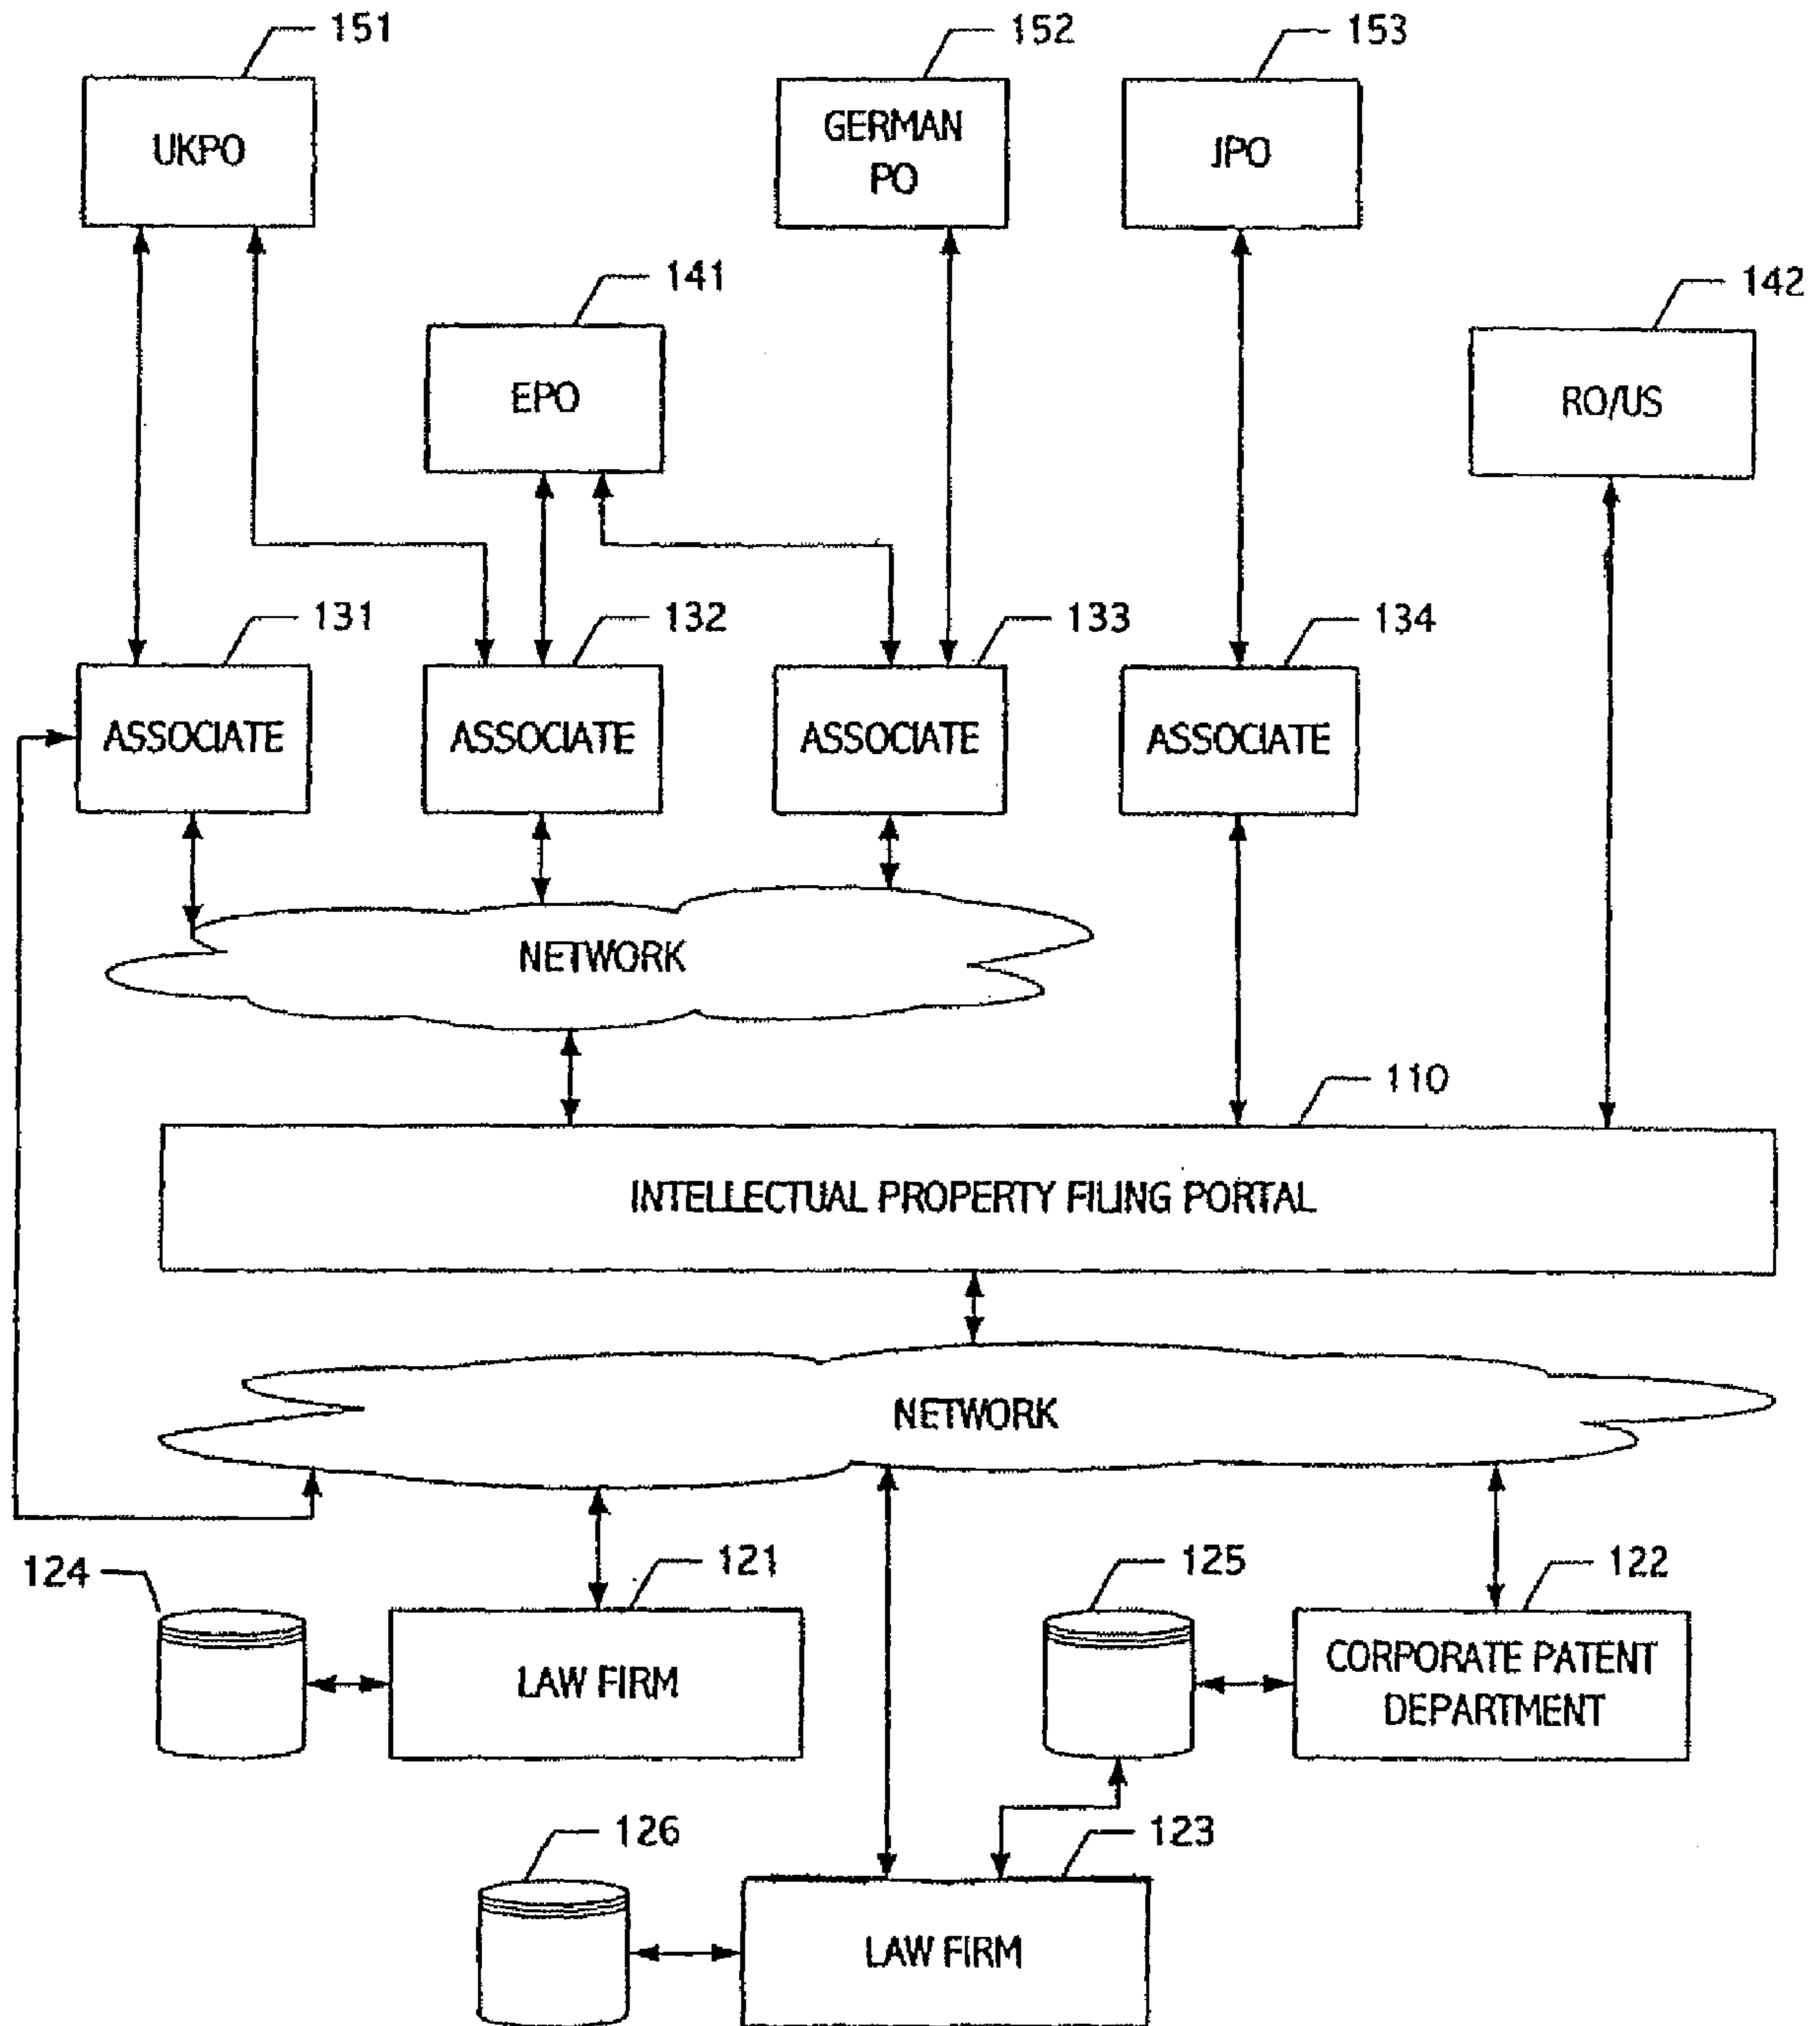 151
152
153
UKPO
GERMAN
PO
JPO
141
142
EPO
RO/US
131
132
133
134
ASSOCIATE
ASSOCIATE
ASSOCIATE
ASSOCIATE
NETWORK
110
INTELLECTUAL PROPERTY FILING PORTAL
NETWORK
124
121
125
122
LAW FIRM
CORPORATE PATENT
DEPARTMENT
126
123
LAW FIRM